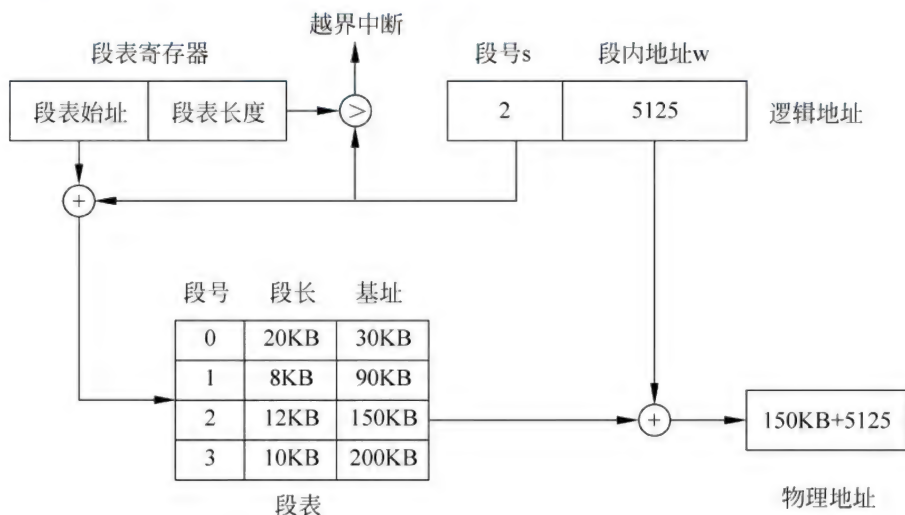 越界中断
段表寄存器
段号s 段内地址w
段表始址 段表长度 > 2 5125 逻辑地址
+
段号 段长 基址
0 20KB 30KB
1 8KB 90KB
2 12KB 150KB + 150KB+5125
3 10KB 200KB
段表 物理地址